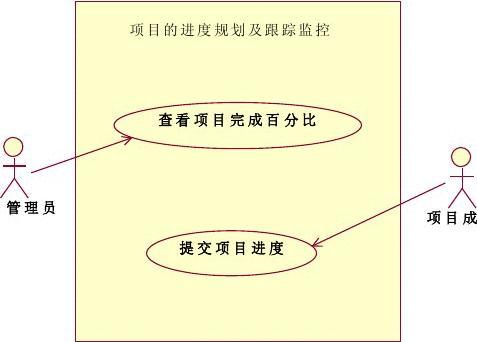 项目的进度规划及跟踪监控
查看项目完成百分比
管理员
项目成
提交项目进度